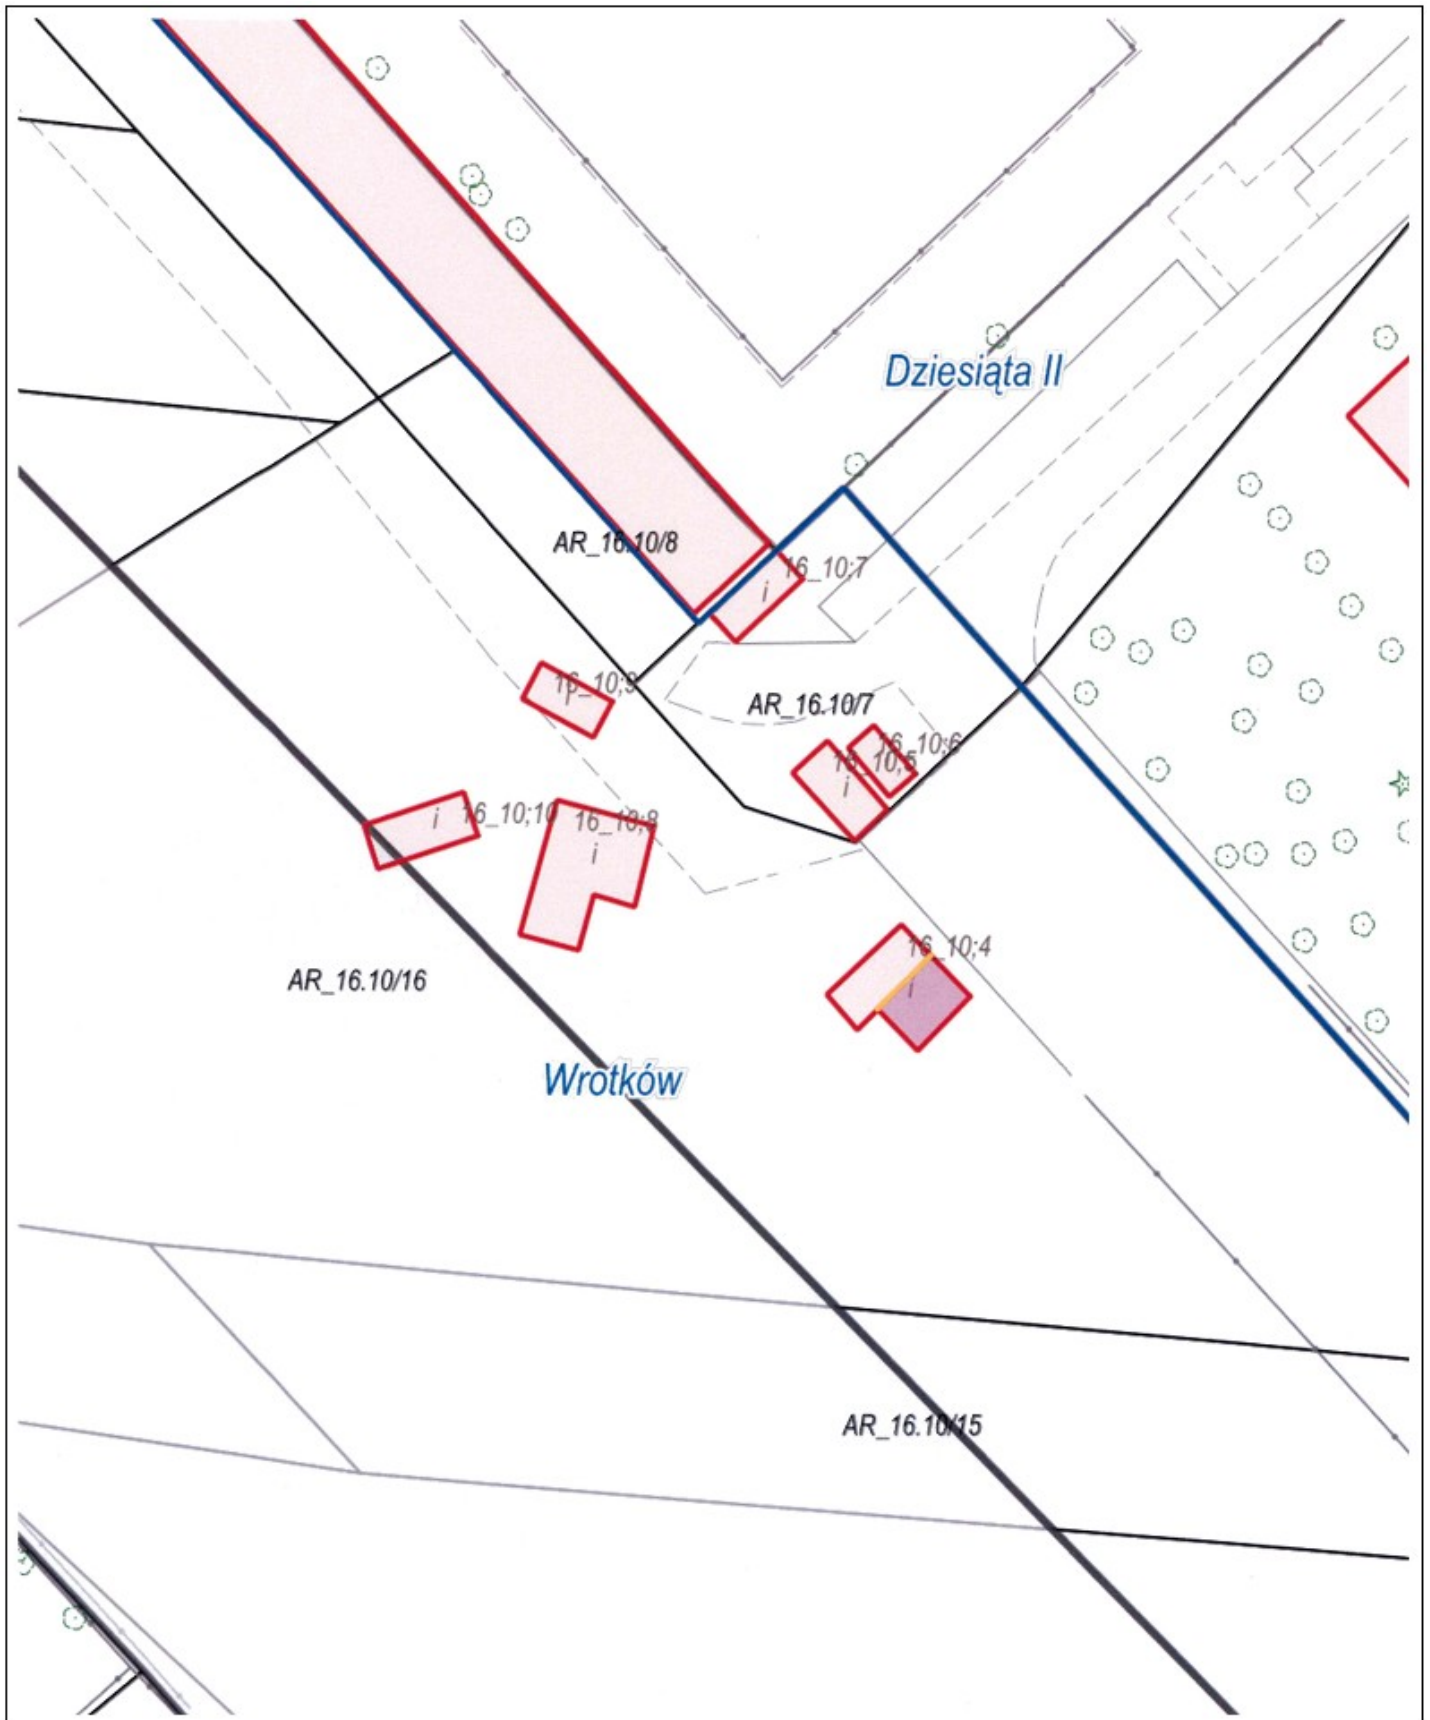 Dziesiąta II
AR_16.10/8
16_10;7
i
16_10;9
i
AR_16.10/7
16_10;6
16_10;5
i
16_10;10
i
16_10;8
i
16_10;4
i
AR_16.10/16
Wrotków
AR_16.10/15